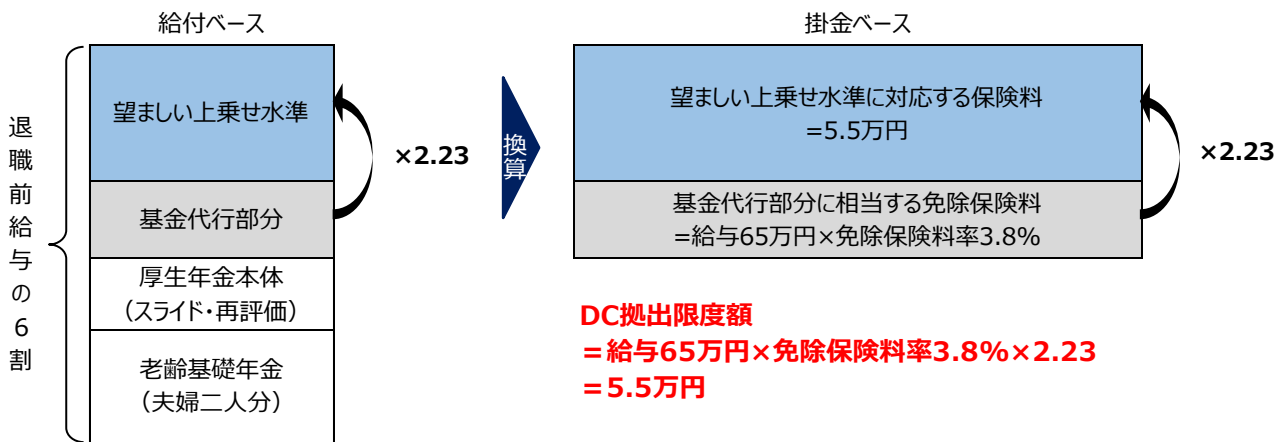 給付ベース
退職前給与の6割
望ましい上乗せ水準
基金代行部分
厚生年金本体
（スライド・再評価）
老齢基礎年金
（夫婦二人分）
×2.23
換算
掛金ベース
望ましい上乗せ水準に対応する保険料
=5.5万円
基金代行部分に相当する免除保険料
=給与65万円×免除保険料率3.8%
×2.23
DC拠出限度額
＝給与65万円×免除保険料率3.8%×2.23
＝5.5万円